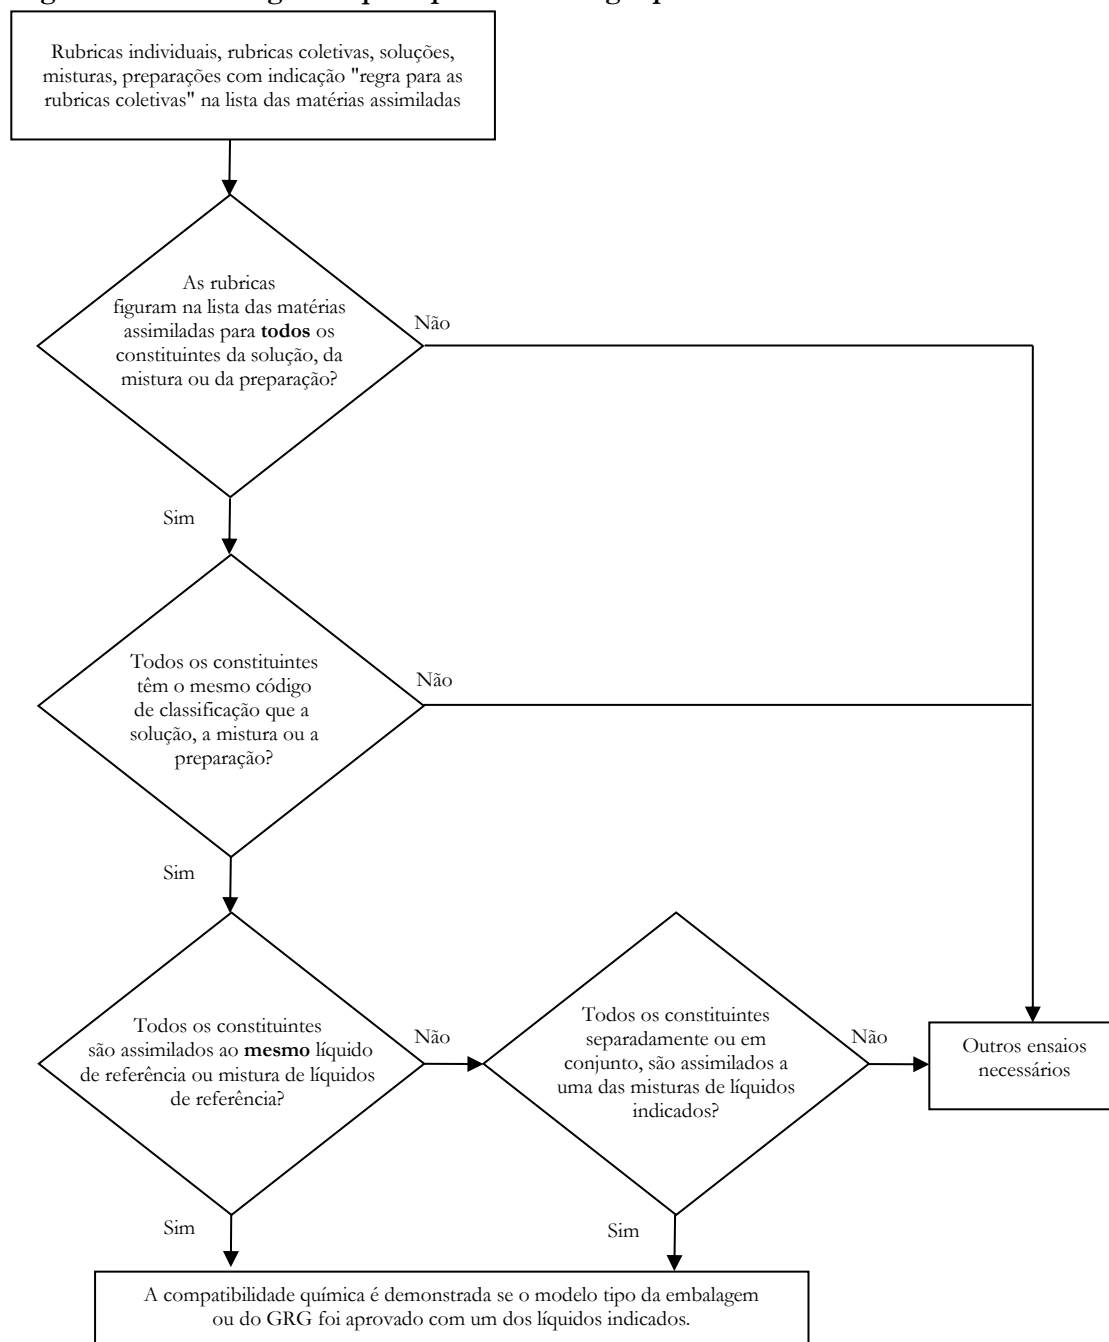 Rubricas individuais, rubricas coletivas, soluções,
misturas, preparações com indicação "regra para as
rubricas coletivas" na lista das matérias assimiladas
As rubricas
figuram na lista das matérias
assimiladas para todos os
constituintes da solução, da
mistura ou da preparação?
Não
Sim
Todos os constituintes
têm o mesmo código
de classificação que a
solução, a mistura ou a
preparação?
Não
Sim
Todos os constituintes
são assimilados ao mesmo líquido
de referência ou mistura de líquidos
de referência?
Não
Todos os constituintes
separadamente ou em
conjunto, são assimilados a
uma das misturas de líquidos
indicados?
Não
Outros ensaios
necessários
Sim
Sim
A compatibilidade química é demonstrada se o modelo tipo da embalagem
ou do GRG foi aprovado com um dos líquidos indicados.